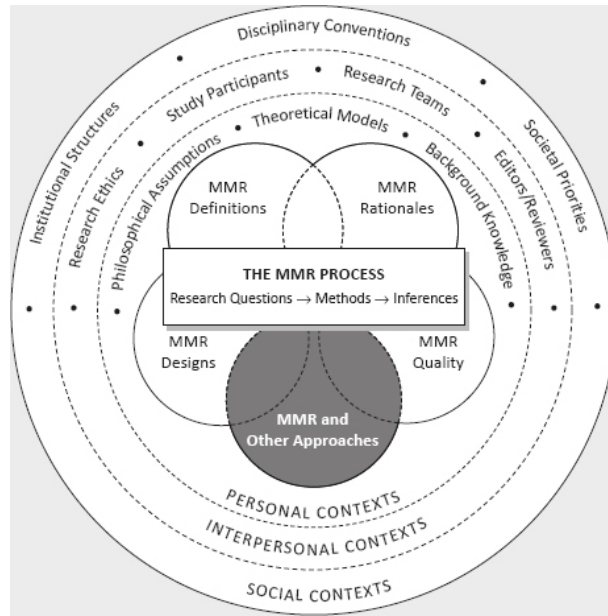 Disciplinary Conventions
Institutional Structures
Societal Priorities
Study Participants
Research Teams
Research Ethics
Editors/Reviewers
Theoretical Models
Philosophical Assumptions
Background Knowledge
MMR
Definitions
MMR
Rationales
THE MMR PROCESS
Research Questions → Methods → Inferences
MMR
Designs
MMR
Quality
MMR and
Other Approaches
PERSONAL CONTEXTS
INTERPERSONAL CONTEXTS
SOCIAL CONTEXTS